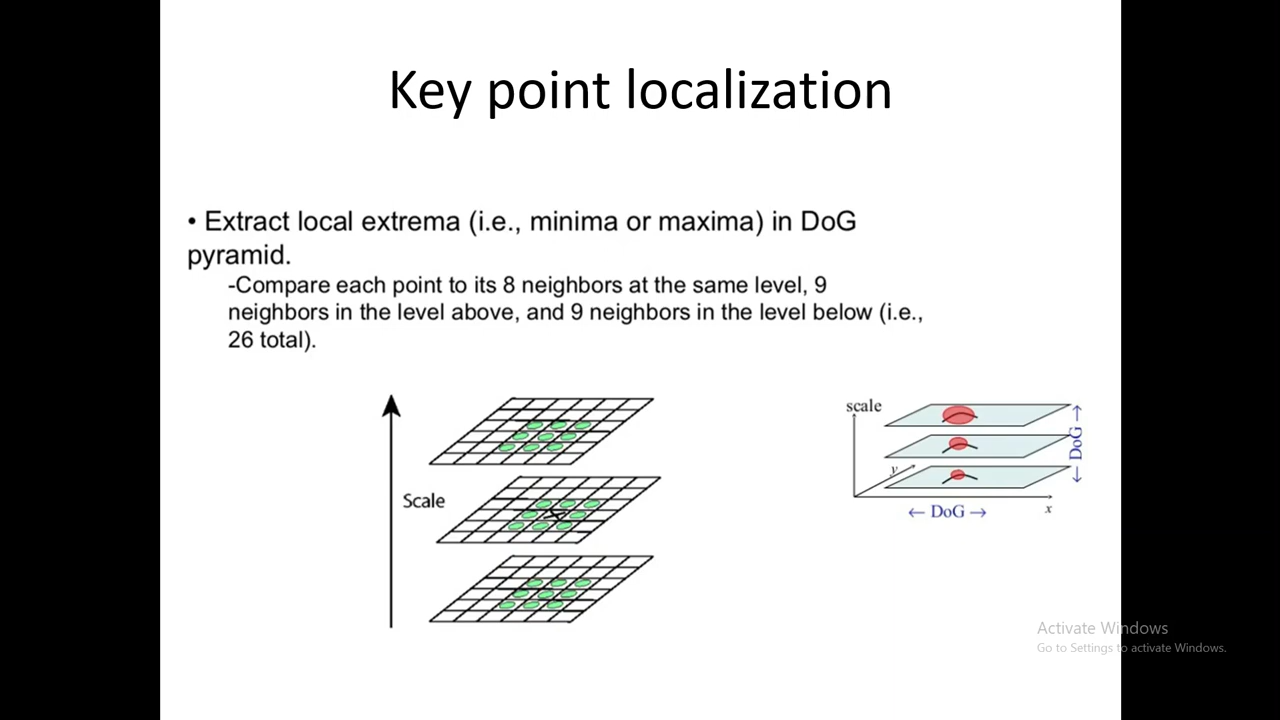 Key point localization
• Extract local extrema (i.e., minima or maxima) in DoG
pyramid.
-Compare each point to its 8 neighbors at the same level, 9
neighbors in the level above, and 9 neighbors in the level below (i.e.,
26 total).
Scale
scale
y
DoG
← DoG →
x
Activate Windows
Go to Settings to activate Windows.